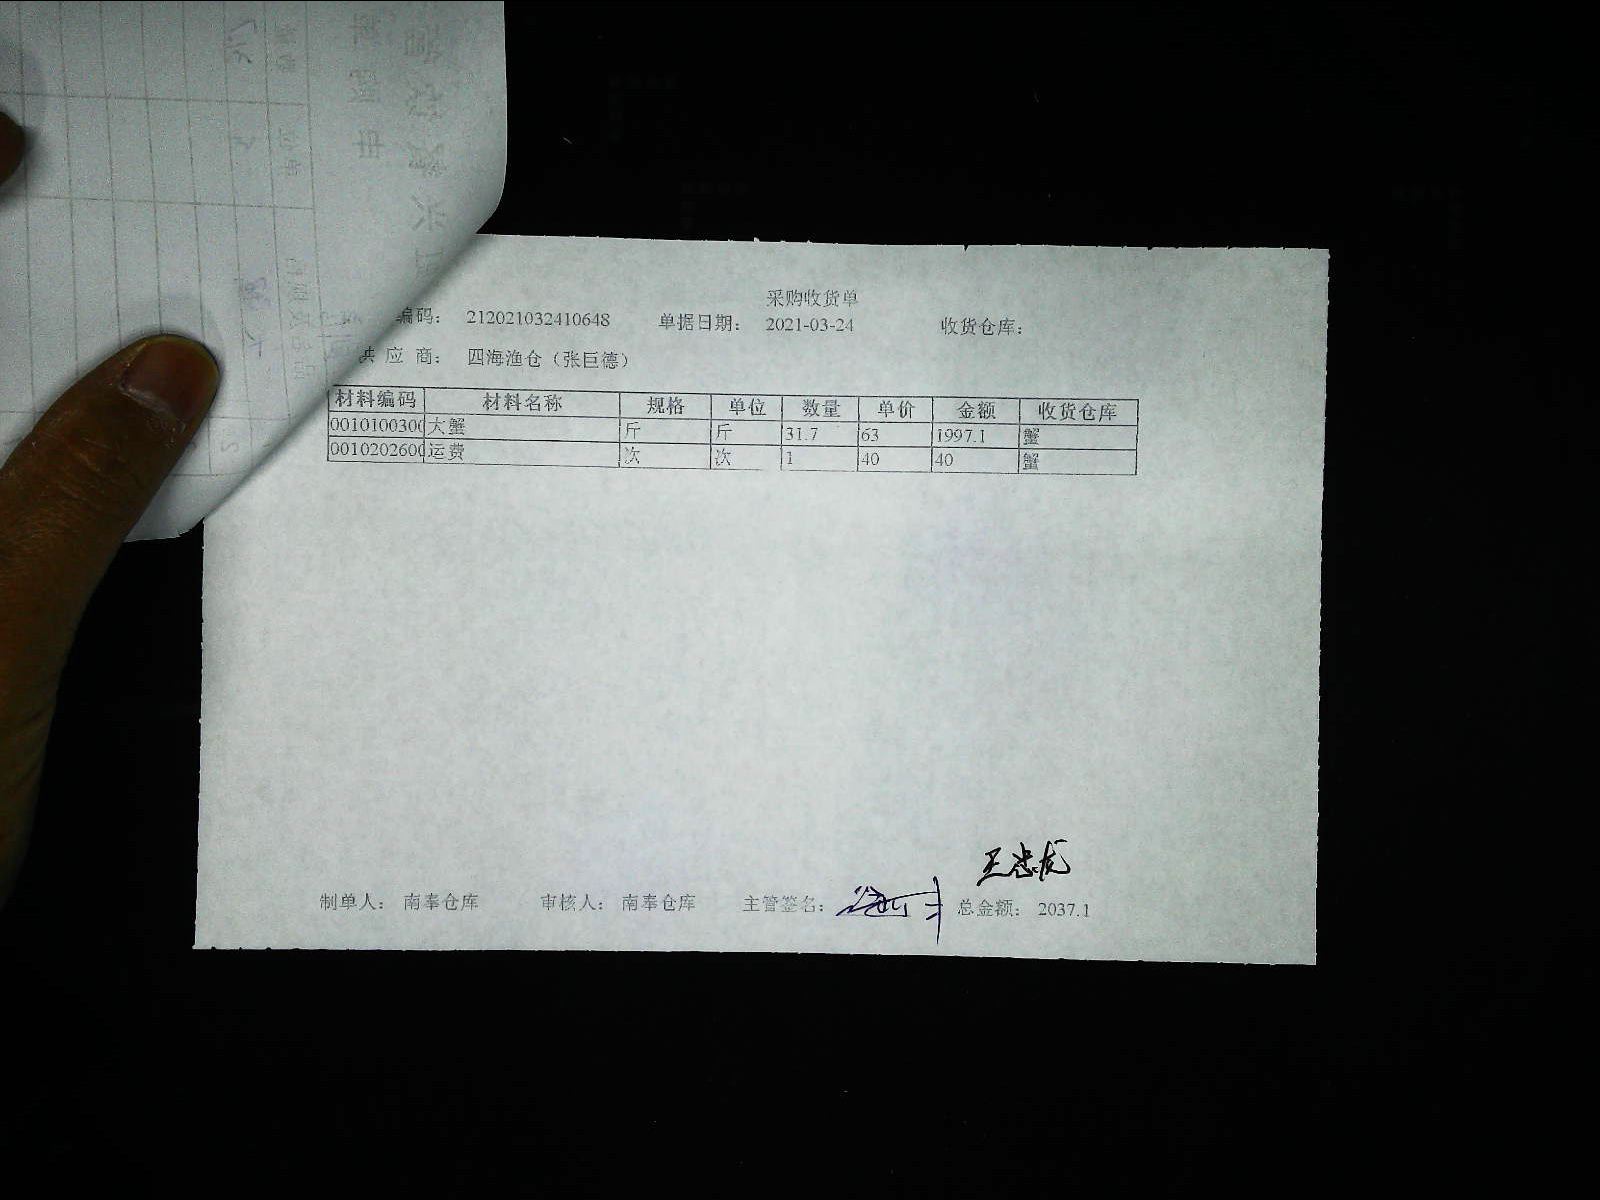 采购收货单
编码： 212021032410648 单据日期： 2021-03-24 收货仓库：
供 应 商： 四海渔仓（张巨德）
材料编码 材料名称 规格 单位 数量 单价 金额 收货仓库
0010100300 大蟹 斤 斤 31.7 63 1997.1 蟹
0010202600 运费 次 次 1 40 40 蟹
王忠虎
制单人： 南奉仓库 审核人： 南奉仓库 主管签名： 总金额： 2037.1